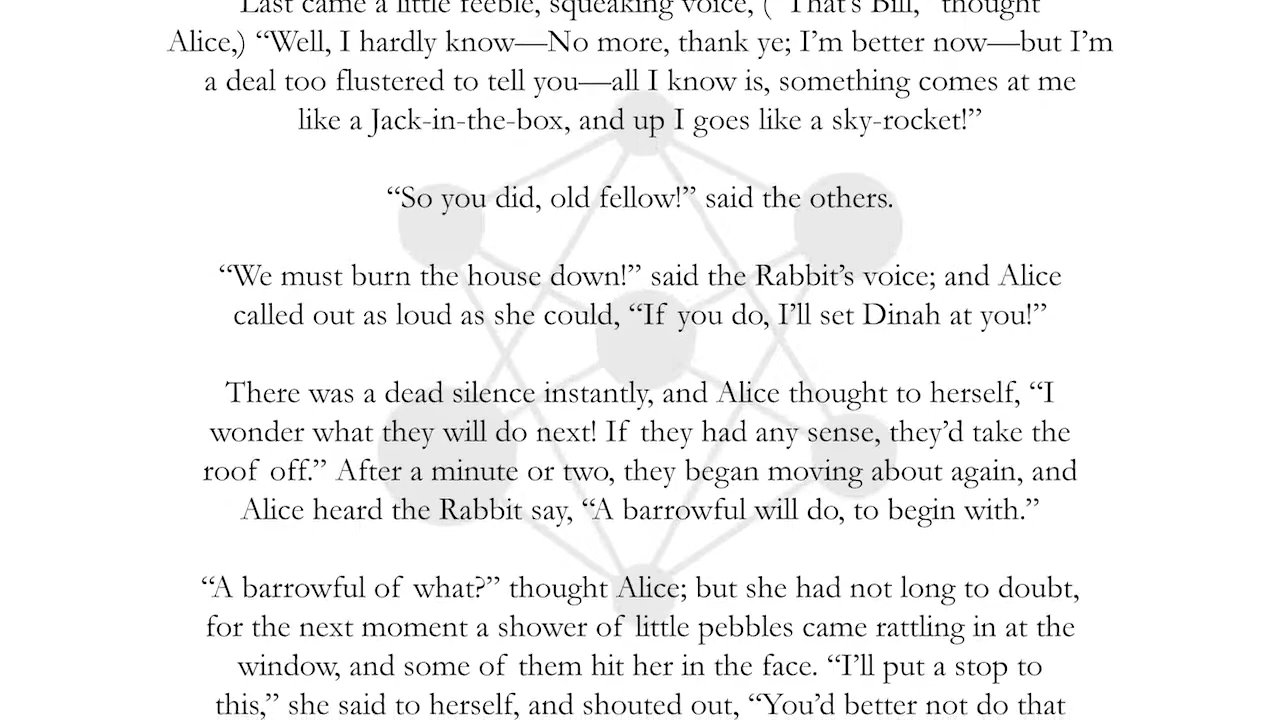 Last came a little feeble, squeaking voice, (“That’s Bill,” thought
Alice,) “Well, I hardly know—No more, thank ye; I’m better now—but I’m
a deal too flustered to tell you—all I know is, something comes at me
like a Jack-in-the-box, and up I goes like a sky-rocket!”
“So you did, old fellow!” said the others.
“We must burn the house down!” said the Rabbit’s voice; and Alice
called out as loud as she could, “If you do, I’ll set Dinah at you!”
There was a dead silence instantly, and Alice thought to herself, “I
wonder what they will do next! If they had any sense, they’d take the
roof off.” After a minute or two, they began moving about again, and
Alice heard the Rabbit say, “A barrowful will do, to begin with.”
“A barrowful of what?” thought Alice; but she had not long to doubt,
for the next moment a shower of little pebbles came rattling in at the
window, and some of them hit her in the face. “I’ll put a stop to
this,” she said to herself, and shouted out, “You’d better not do that